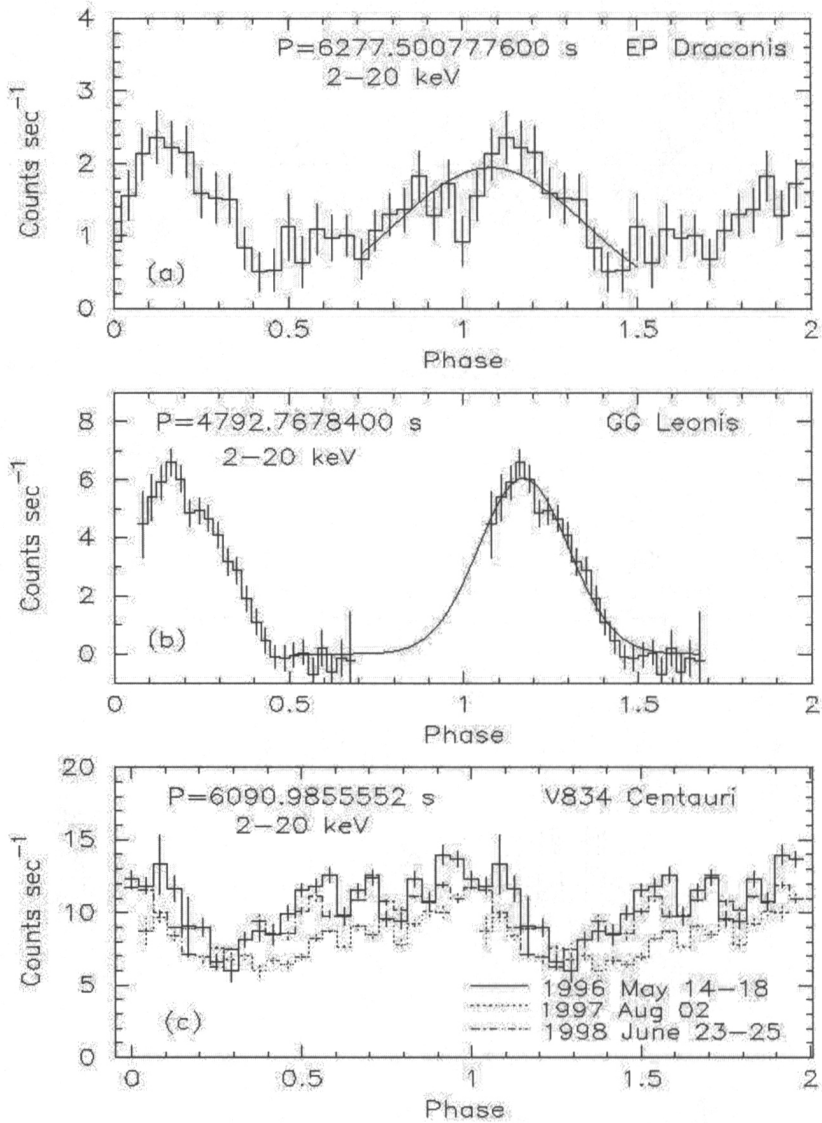 P=6277.500777600 s EP Draconis
2–20 keV
Counts sec⁻¹
4
3
2
1
0
(a)
0 0.5 1 1.5 2
Phase
P=4792.7678400 s GG Leonis
2–20 keV
Counts sec⁻¹
8
6
4
2
0
(b)
0 0.5 1 1.5 2
Phase
P=6090.9855552 s V834 Centauri
2–20 keV
Counts sec⁻¹
20
15
10
5
0
1996 May 14–18
1997 Aug 02
1998 June 23–25
(c)
0 0.5 1 1.5 2
Phase